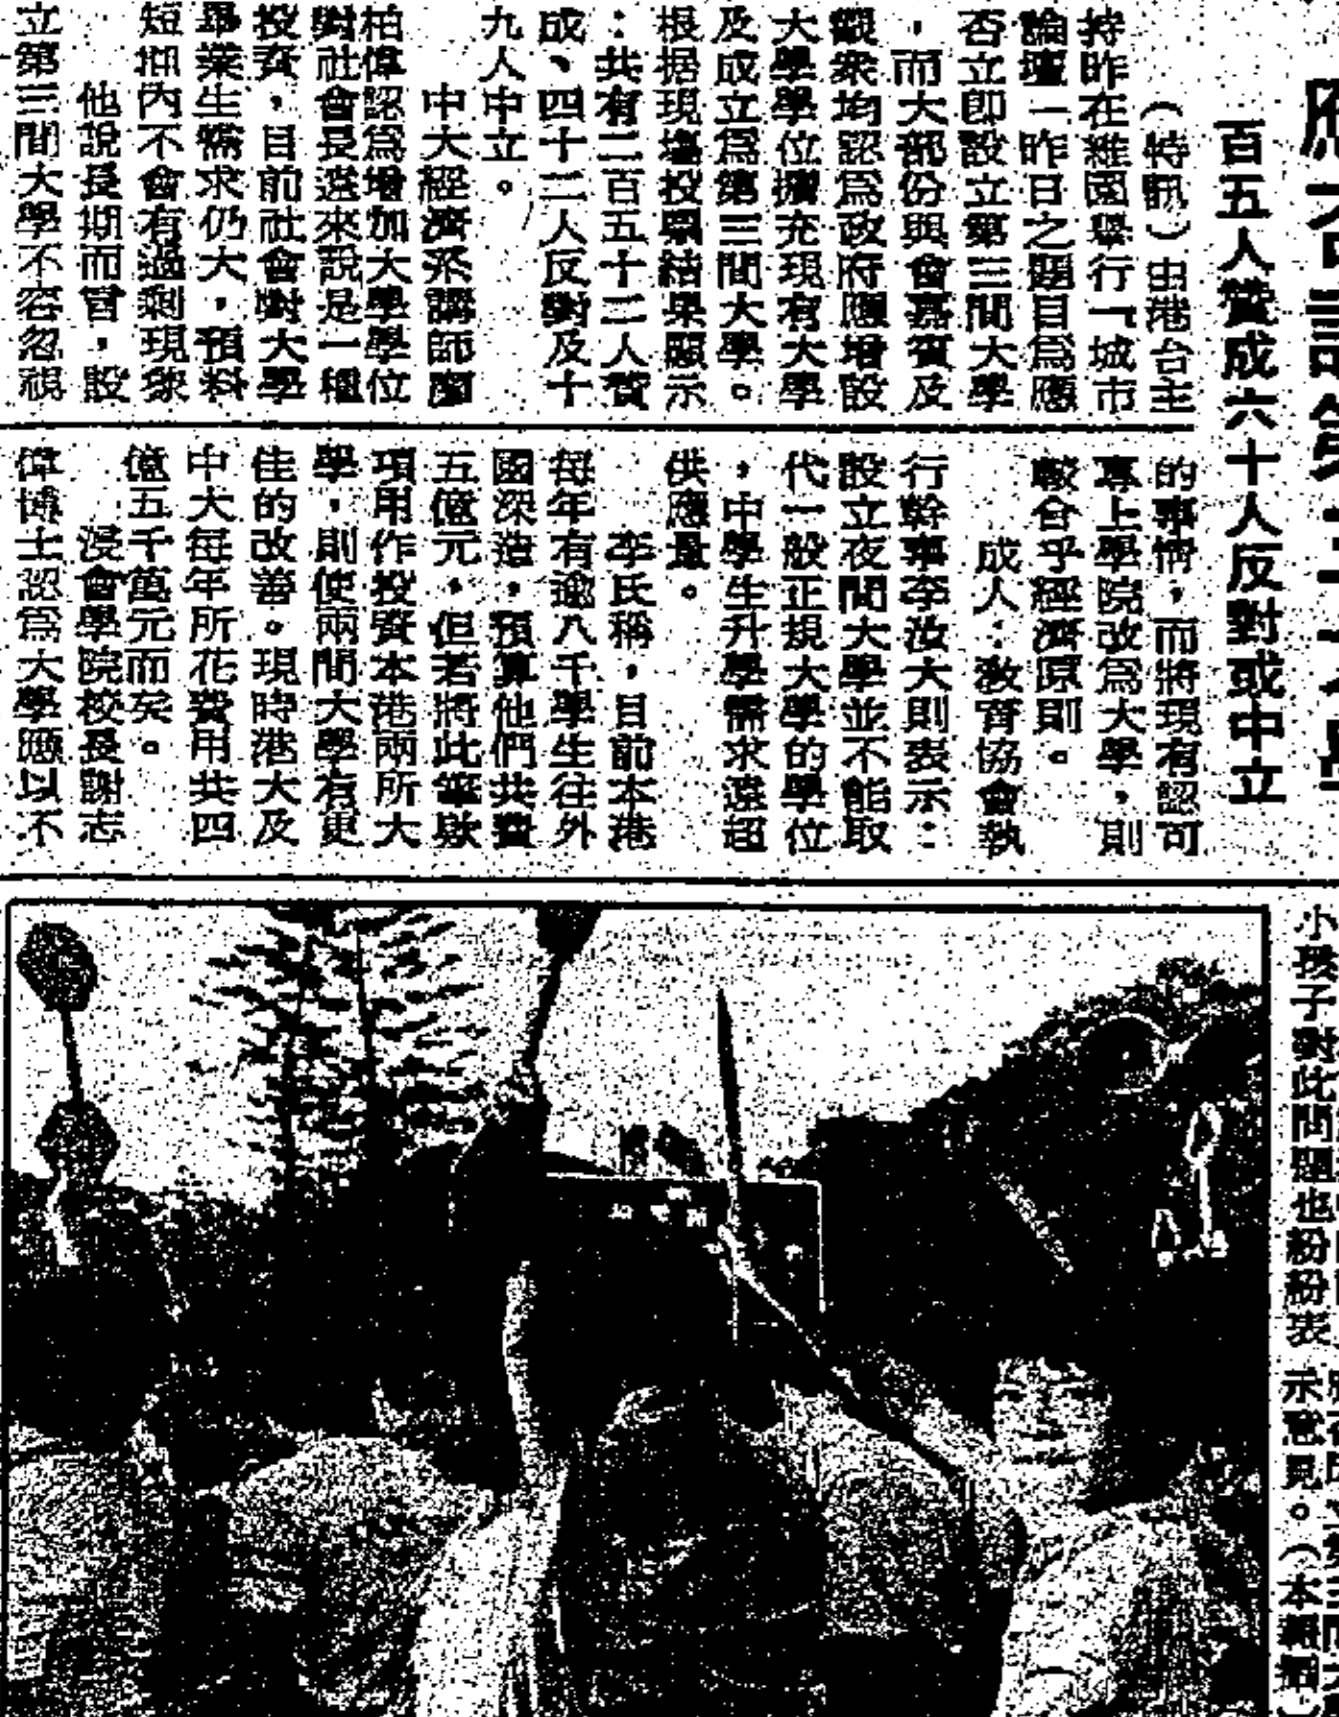 百五人贊成六十人反對或中立
（特訊）由港台主
持昨在維園舉行「城市
論壇」昨日之題目為應
否立即設立第三間大學
，而大部份與會嘉賓及
觀衆均認為政府應增設
大學學位擴充現有大學
及成立為第三間大學。
根据現場投票結果顯示
：共有二百五十二人贊
成、四十二人反對及十
九人中立。
中大經濟系講師
柏偉認為增加大學學位
對社會長遠來說是一種
投資，目前社會對大學
畢業生需求仍大，預料
短期內不會有過剩現象
他說長期而言，設
立第三間大學不容忽視
的事情，而將現有認可
專上學院改為大學，則
較合乎經濟原則。
成人：教育協會執
行幹事李汝大則表示：
設立夜間大學並不能取
代一般正規大學的學位
，中學生升學需求遠超
供應量。
李氏稱，目前本港
每年有逾八千學生往外
國深造，預算他們共費
五億元，但若將此筆欵
項用作投資本港兩所大
學，則使兩間大學有更
佳的改善。現時港大及
中大每年所花費用共四
億五千萬元而矣。
浸會學院校長謝志
偉博士認為大學應以不
小孩子對此問題也紛紛表
示意見。（本報攝）